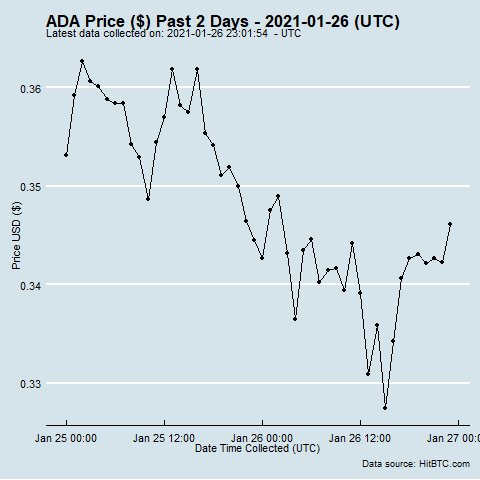 ADA Price ($) Past 2 Days - 2021-01-26 (UTC)
Latest data collected on: 2021-01-26 23:01:54 - UTC
0.36
0.35
0.34
0.33
Price USD ($)
Jan 25 00:00 Jan 25 12:00 Jan 26 00:00 Jan 26 12:00 Jan 27 0
Date Time Collected (UTC)
Data source: HitBTC.com